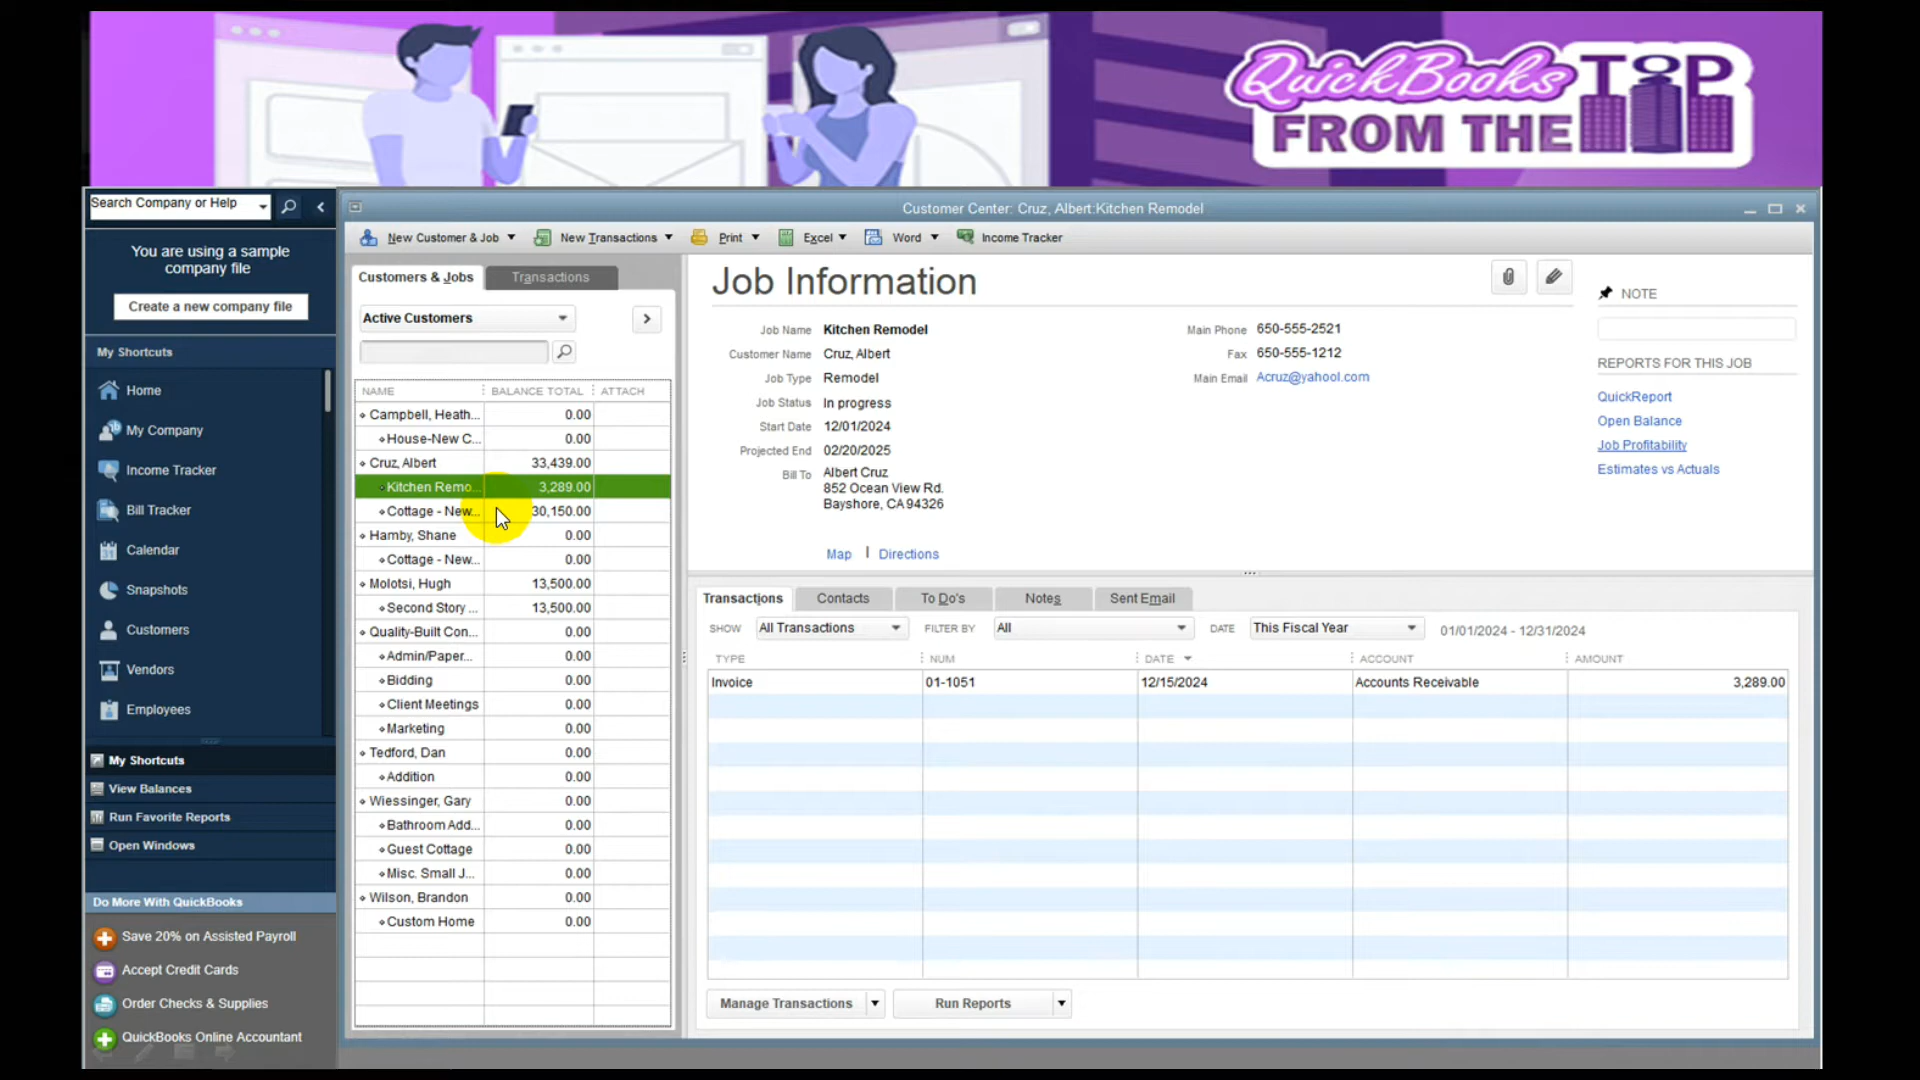 QuickBooks
FROM THE TOP
Search Company or Help
You are using a sample
company file
Create a new company file
My Shortcuts
Home
My Company
Income Tracker
Bill Tracker
Calendar
Snapshots
Customers
Vendors
Employees
My Shortcuts
View Balances
Run Favorite Reports
Open Windows
Do More With QuickBooks
Save 20% on Assisted Payroll
Accept Credit Cards
Order Checks & Supplies
QuickBooks Online Accountant
Customer Center: Cruz, Albert:Kitchen Remodel
New Customer & Job
New Transactions
Print
Excel
Word
Income Tracker
Customers & Jobs
Transactions
Active Customers
NAME BALANCE TOTAL ATTACH
Campbell, Heath... 0.00
House-New C... 0.00
Cruz, Albert 33,439.00
Kitchen Remo... 3,289.00
Cottage - New... 30,150.00
Hamby, Shane 0.00
Cottage - New... 0.00
Molotsi, Hugh 13,500.00
Second Story ... 13,500.00
Quality-Built Con... 0.00
Admin/Paper... 0.00
Bidding 0.00
Client Meetings 0.00
Marketing 0.00
Tedford, Dan 0.00
Addition 0.00
Wiessinger, Gary 0.00
Bathroom Add... 0.00
Guest Cottage 0.00
Misc. Small J... 0.00
Wilson, Brandon 0.00
Custom Home 0.00
Job Information
Job Name Kitchen Remodel
Customer Name Cruz, Albert
Job Type Remodel
Job Status In progress
Start Date 12/01/2024
Projected End 02/20/2025
Bill To Albert Cruz
852 Ocean View Rd.
Bayshore, CA 94326
Map | Directions
Main Phone 650-555-2521
Fax 650-555-1212
Main Email Acruz@yahool.com
NOTE
REPORTS FOR THIS JOB
QuickReport
Open Balance
Job Profitability
Estimates vs Actuals
Transactions
Contacts
To Do's
Notes
Sent Email
SHOW All Transactions FILTER BY All DATE This Fiscal Year 01/01/2024 - 12/31/2024
TYPE NUM DATE ACCOUNT AMOUNT
Invoice 01-1051 12/15/2024 Accounts Receivable 3,289.00
Manage Transactions
Run Reports